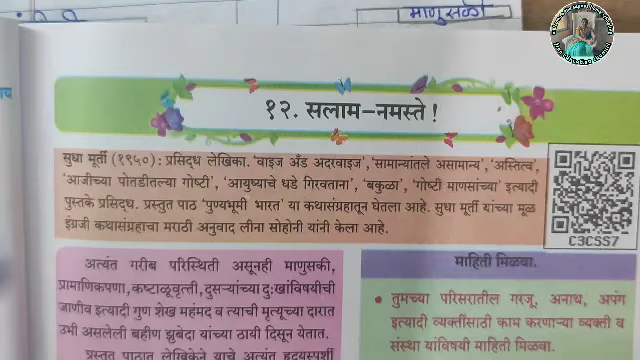 माणुसकी
१२. सलाम-नमस्ते !
सुधा मूर्ती (१९५०) : प्रसिद्ध लेखिका. 'वाइज अँड अदरवाइज', 'सामान्यांतले असामान्य', 'अस्तित्व',
'आजीच्या पोतडीतल्या गोष्टी', 'आयुष्याचे धडे गिरवताना', 'बकुळा', 'गोष्टी माणसांच्या' इत्यादी
पुस्तके प्रसिद्ध. प्रस्तुत पाठ 'पुण्यभूमी भारत' या कथासंग्रहातून घेतला आहे. सुधा मूर्ती यांच्या मूळ
इंग्रजी कथासंग्रहाचा मराठी अनुवाद लीना सोहोनी यांनी केला आहे.
C3CSS7
अत्यंत गरीब परिस्थिती असूनही माणुसकी,
प्रामाणिकपणा, कष्टाळूवृत्ती, दुसऱ्यांच्या दुःखांविषयीची
जाणीव इत्यादी गुण शेख महंमद व त्याची मृत्यूच्या दारात
उभी असलेली बहीण झुबेदा यांच्या ठायी दिसून येतात.
प्रस्तुत पाठात लेखिकेने याचे अत्यंत हृदयस्पर्शी
माहिती मिळवा.
• तुमच्या परिसरातील गरजू, अनाथ, अपंग
इत्यादी व्यक्तींसाठी काम करणाऱ्या व्यक्ती व
संस्था यांविषयी माहिती मिळवा.